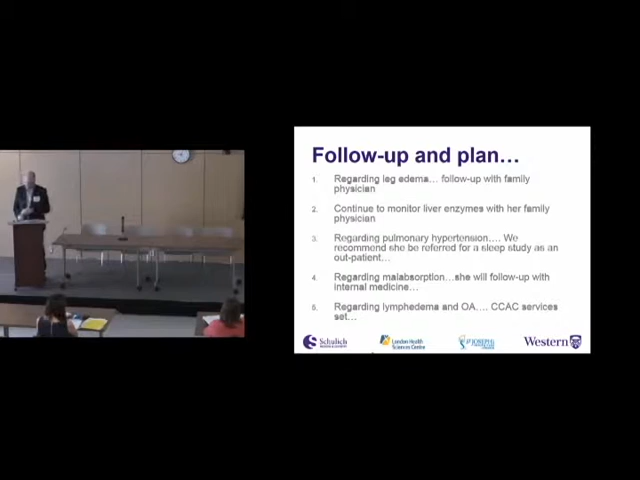 Follow-up and plan...
1. Regarding leg edema... follow-up with family
physician
2. Continue to monitor liver enzymes with her family
physician
3. Regarding pulmonary hypertension.... We
recommend she be referred for a sleep study as an
out-patient...
4. Regarding malabsorption...she will follow-up with
internal medicine...
5. Regarding lymphedema and OA.... CCAC services
set...
Schulich
London Health
Sciences Centre
ST JOSEPH'S
Western